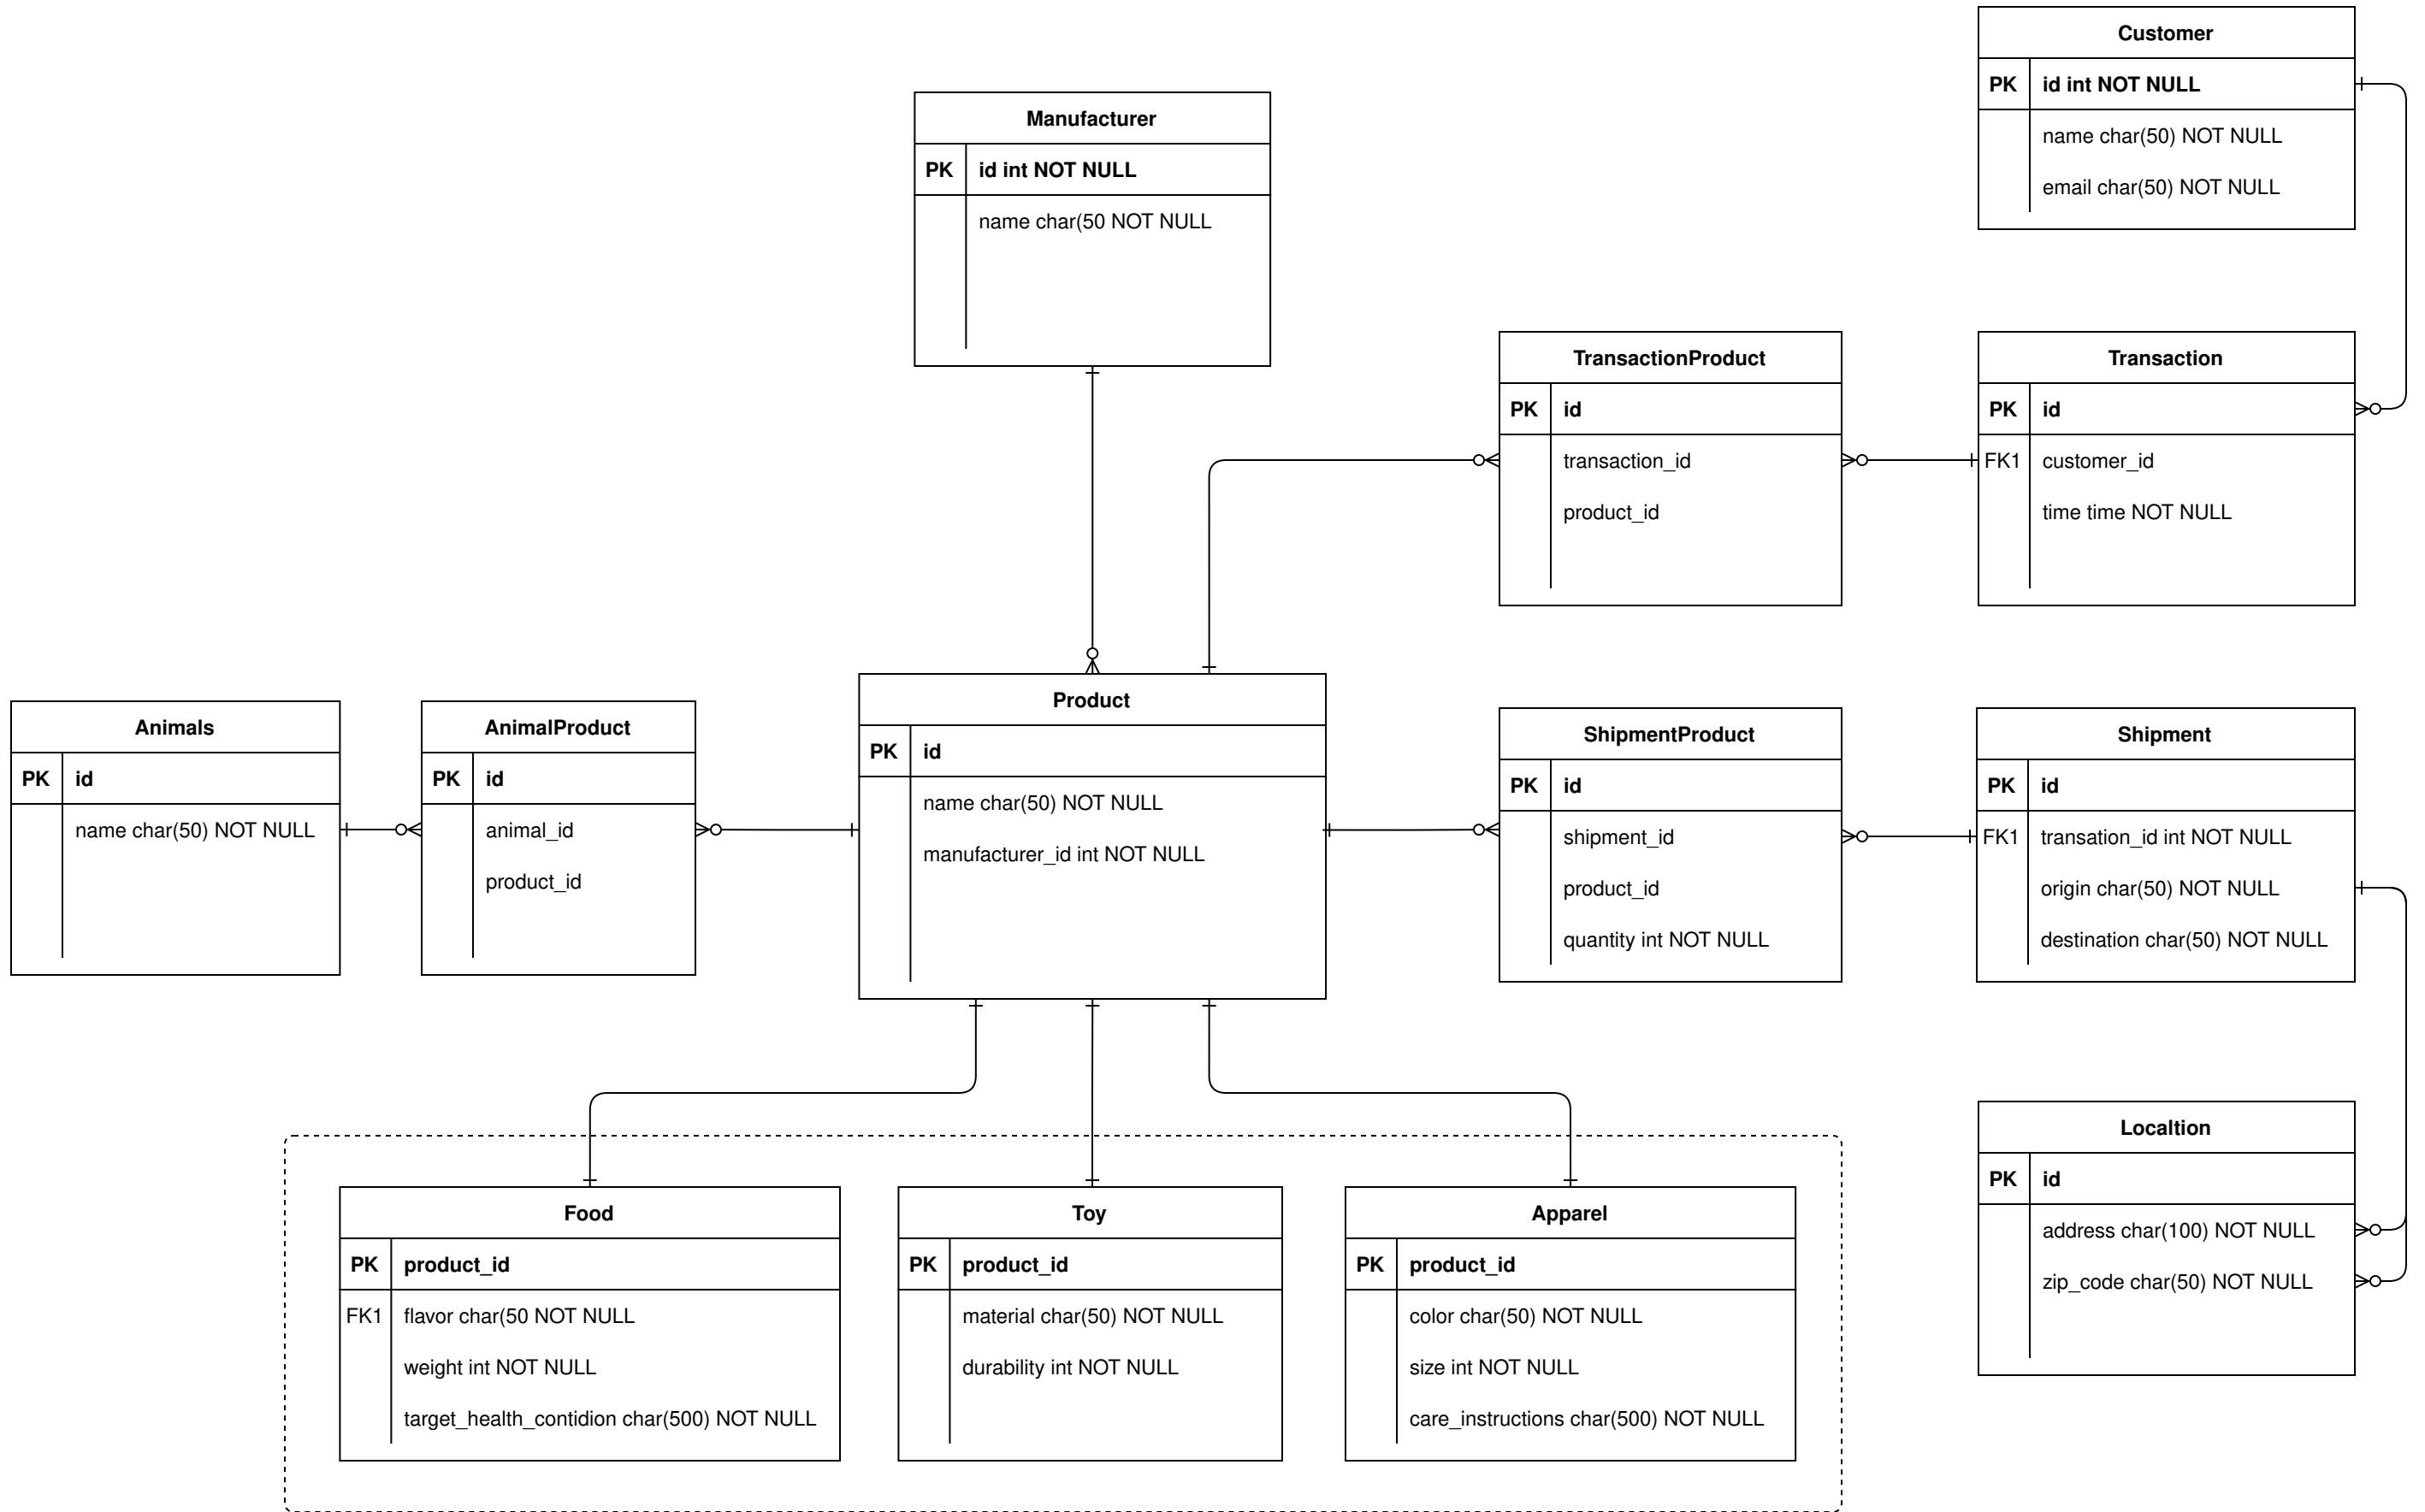 Customer
PK id int NOT NULL
name char(50) NOT NULL
email char(50) NOT NULL
Manufacturer
PK id int NOT NULL
name char(50 NOT NULL
TransactionProduct
PK id
transaction_id
product_id
Transaction
PK id
FK1 customer_id
time time NOT NULL
Animals
PK id
name char(50) NOT NULL
AnimalProduct
PK id
animal_id
product_id
Product
PK id
name char(50) NOT NULL
manufacturer_id int NOT NULL
ShipmentProduct
PK id
shipment_id
product_id
quantity int NOT NULL
Shipment
PK id
FK1 transation_id int NOT NULL
origin char(50) NOT NULL
destination char(50) NOT NULL
Localtion
PK id
address char(100) NOT NULL
zip_code char(50) NOT NULL
Food
PK product_id
FK1 flavor char(50 NOT NULL
weight int NOT NULL
target_health_contidion char(500) NOT NULL
Toy
PK product_id
material char(50) NOT NULL
durability int NOT NULL
Apparel
PK product_id
color char(50) NOT NULL
size int NOT NULL
care_instructions char(500) NOT NULL